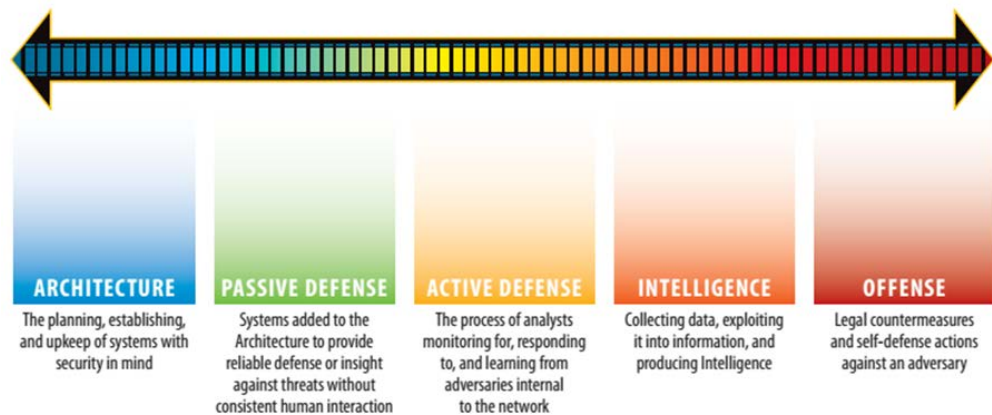 ARCHITECTURE
The planning, establishing,
and upkeep of systems with
security in mind
PASSIVE DEFENSE
Systems added to the
Architecture to provide
reliable defense or insight
against threats without
consistent human interaction
ACTIVE DEFENSE
The process of analysts
monitoring for, responding
to, and learning from
adversaries internal
to the network
INTELLIGENCE
Collecting data, exploiting
it into information, and
producing Intelligence
OFFENSE
Legal countermeasures
and self-defense actions
against an adversary